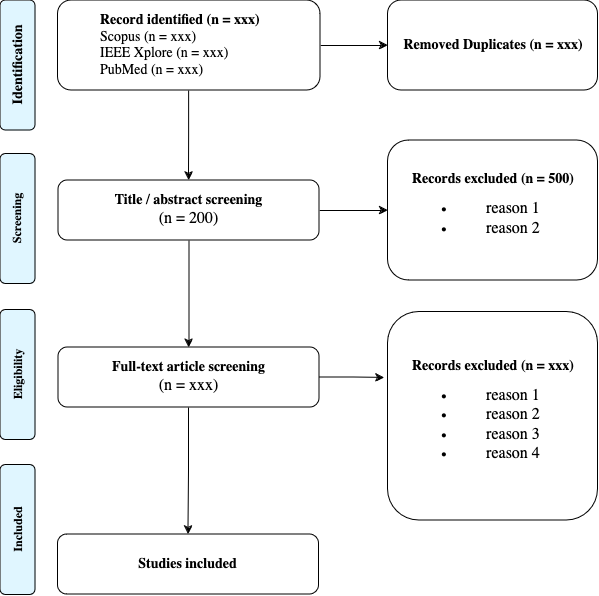 Identification
Record identified (n = xxx)
Scopus (n = xxx)
IEEE Xplore (n = xxx)
PubMed (n = xxx)
Removed Duplicates (n = xxx)
Screening
Title / abstract screening
(n = 200)
Records excluded (n = 500)
• reason 1
• reason 2
Eligibility
Full-text article screening
(n = xxx)
Records excluded (n = xxx)
• reason 1
• reason 2
• reason 3
• reason 4
Included
Studies included